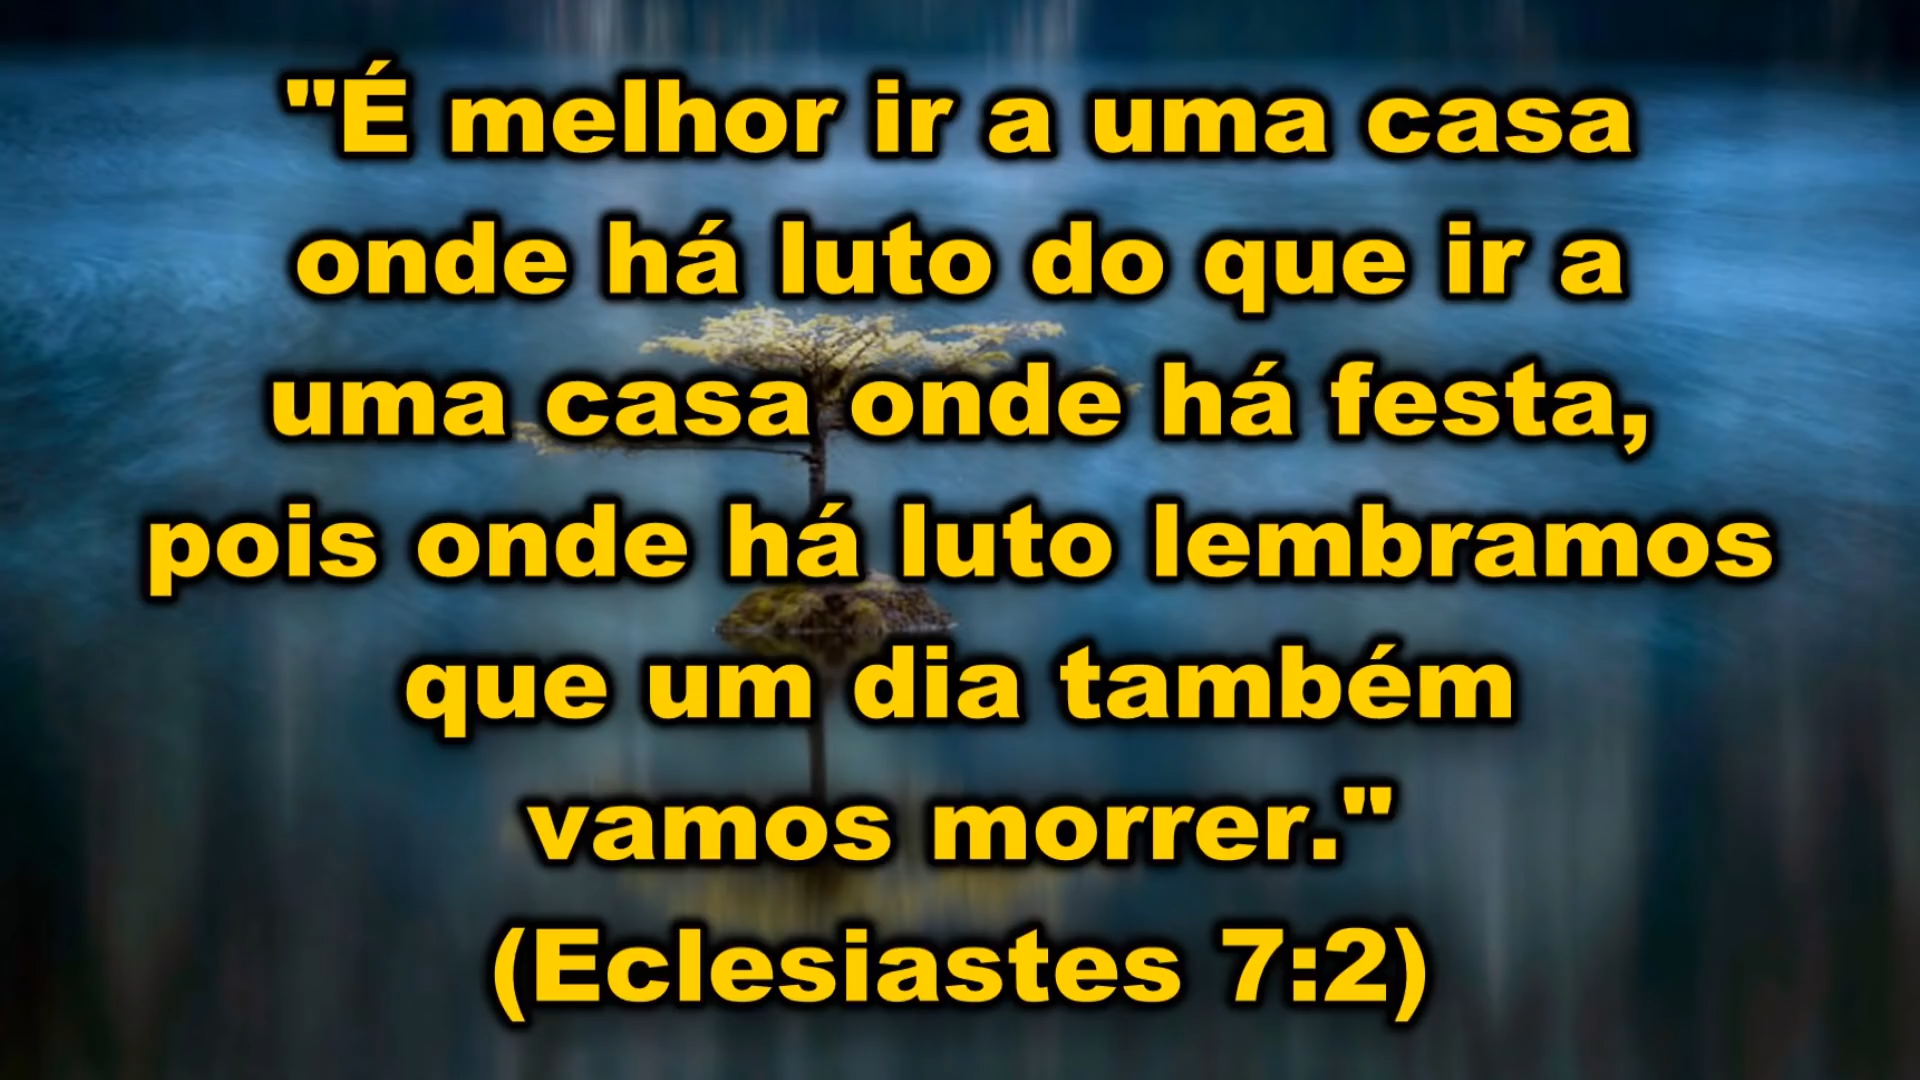 "É melhor ir a uma casa
onde há luto do que ir a
uma casa onde há festa,
pois onde há luto lembramos
que um dia também
vamos morrer."
(Eclesiastes 7:2)